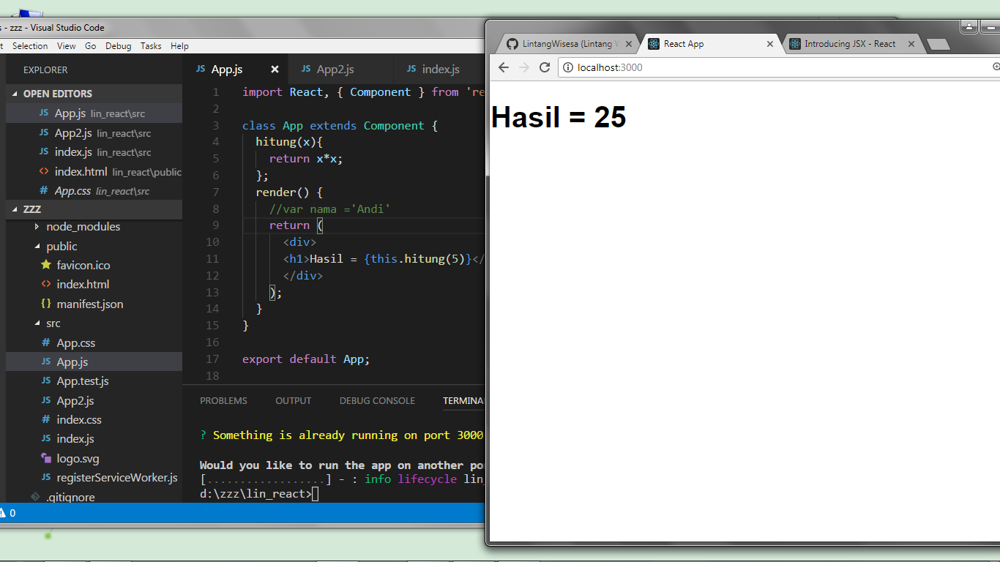 s - zzz - Visual Studio Code
t Selection View Go Debug Tasks Help
EXPLORER
OPEN EDITORS
JS App.js lin_react\src
JS App2.js lin_react\src
JS index.js lin_react\src
<> index.html lin_react\public
# App.css lin_react\src
ZZZ
node_modules
public
favicon.ico
<> index.html
{} manifest.json
src
# App.css
JS App.js
JS App.test.js
JS App2.js
# index.css
JS index.js
logo.svg
JS registerServiceWorker.js
.gitignore
0
JS App.js JS App2.js JS index.js
1 import React, { Component } from 're
2
3 class App extends Component {
4 hitung(x){
5 return x*x;
6 };
7 render() {
8 //var nama ='Andi'
9 return (
10 <div>
11 <h1>Hasil = {this.hitung(5)}</
12 </div>
13 );
14 }
15 }
16
17 export default App;
18
PROBLEMS OUTPUT DEBUG CONSOLE TERMINA
? Something is already running on port 3000
Would you like to run the app on another po
[..................] - : info lifecycle lin_
d:\zzz\lin_react>
LintangWisesa (Lintang W
React App
Introducing JSX - React
localhost:3000
Hasil = 25